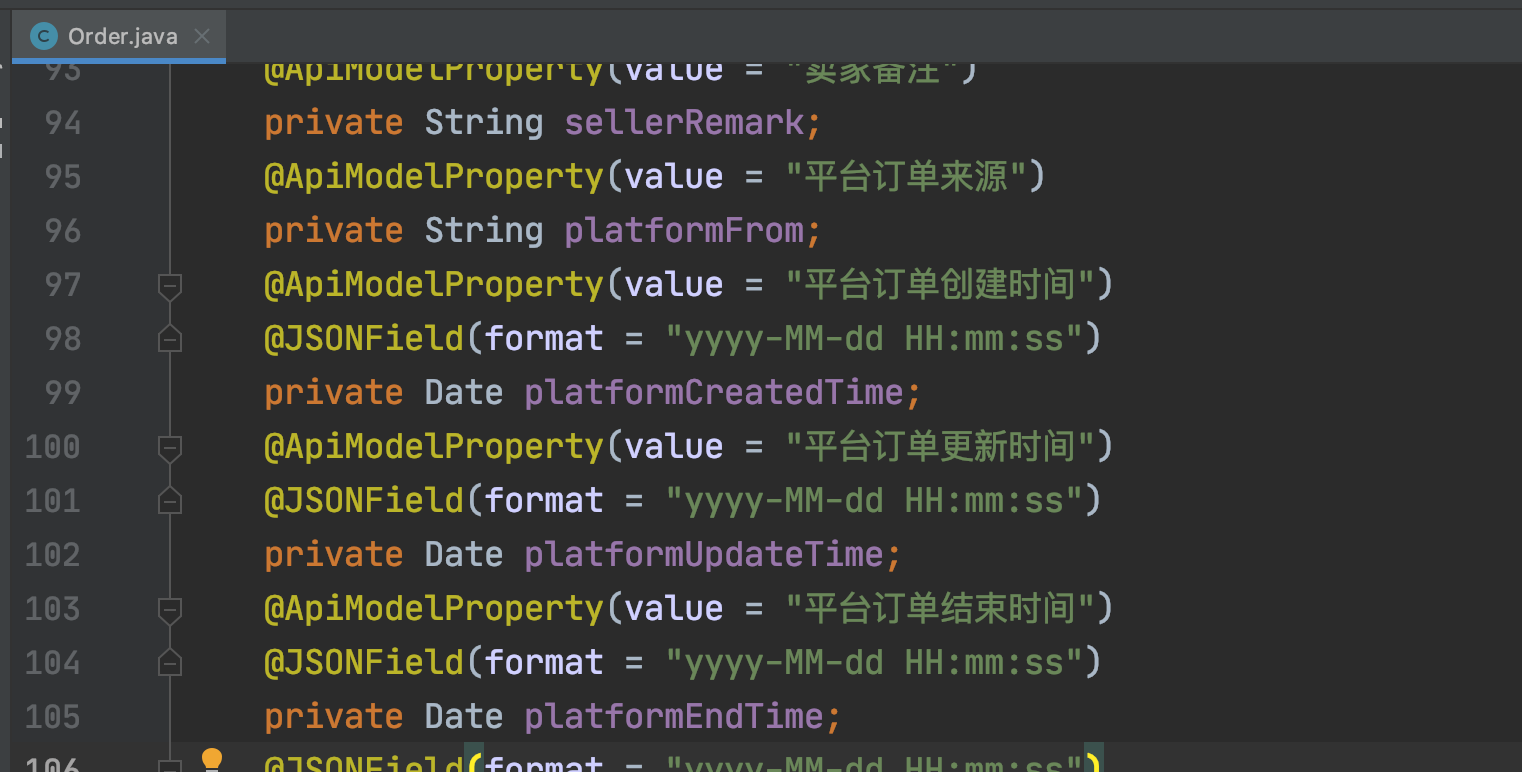 Order.java
93 @ApiModelProperty(value = "卖家备注")
94 private String sellerRemark;
95 @ApiModelProperty(value = "平台订单来源")
96 private String platformFrom;
97 @ApiModelProperty(value = "平台订单创建时间")
98 @JSONField(format = "yyyy-MM-dd HH:mm:ss")
99 private Date platformCreatedTime;
100 @ApiModelProperty(value = "平台订单更新时间")
101 @JSONField(format = "yyyy-MM-dd HH:mm:ss")
102 private Date platformUpdateTime;
103 @ApiModelProperty(value = "平台订单结束时间")
104 @JSONField(format = "yyyy-MM-dd HH:mm:ss")
105 private Date platformEndTime;
106 @JSONField(format = "yyyy-MM-dd HH:mm:ss")